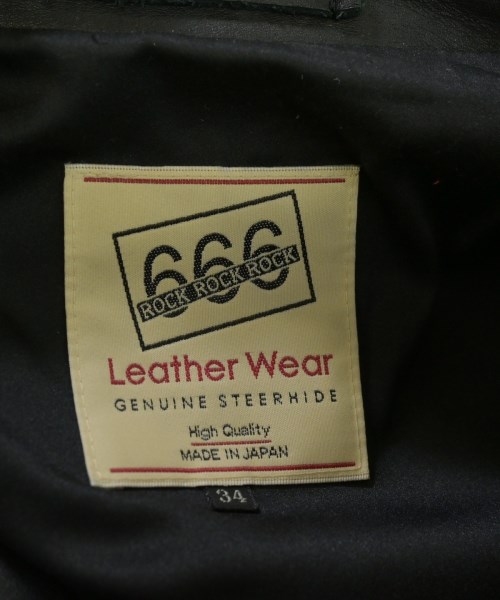 666
ROCK ROCK ROCK
Leather Wear
GENUINE STEERHIDE
High Quality
MADE IN JAPAN
34